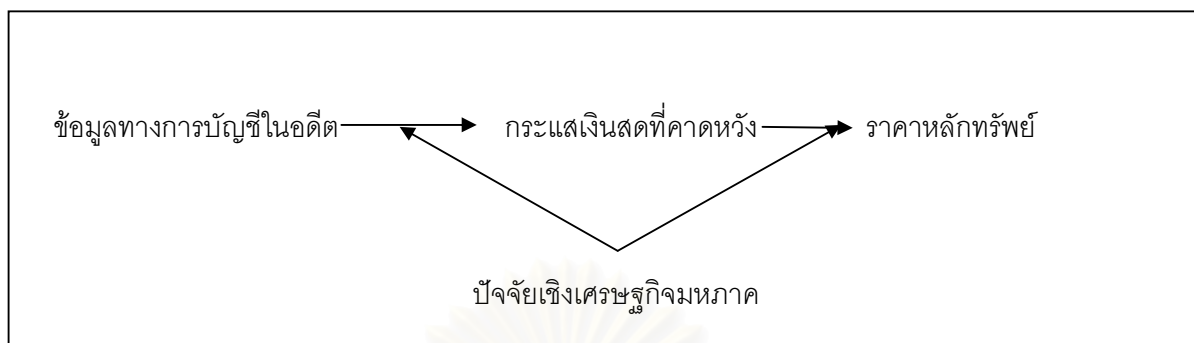 ข้อมูลทางการบัญชีในอดีต กระแสเงินสดที่คาดหวัง ราคาหลักทรัพย์
ปัจจัยเชิงเศรษฐกิจมหภาค